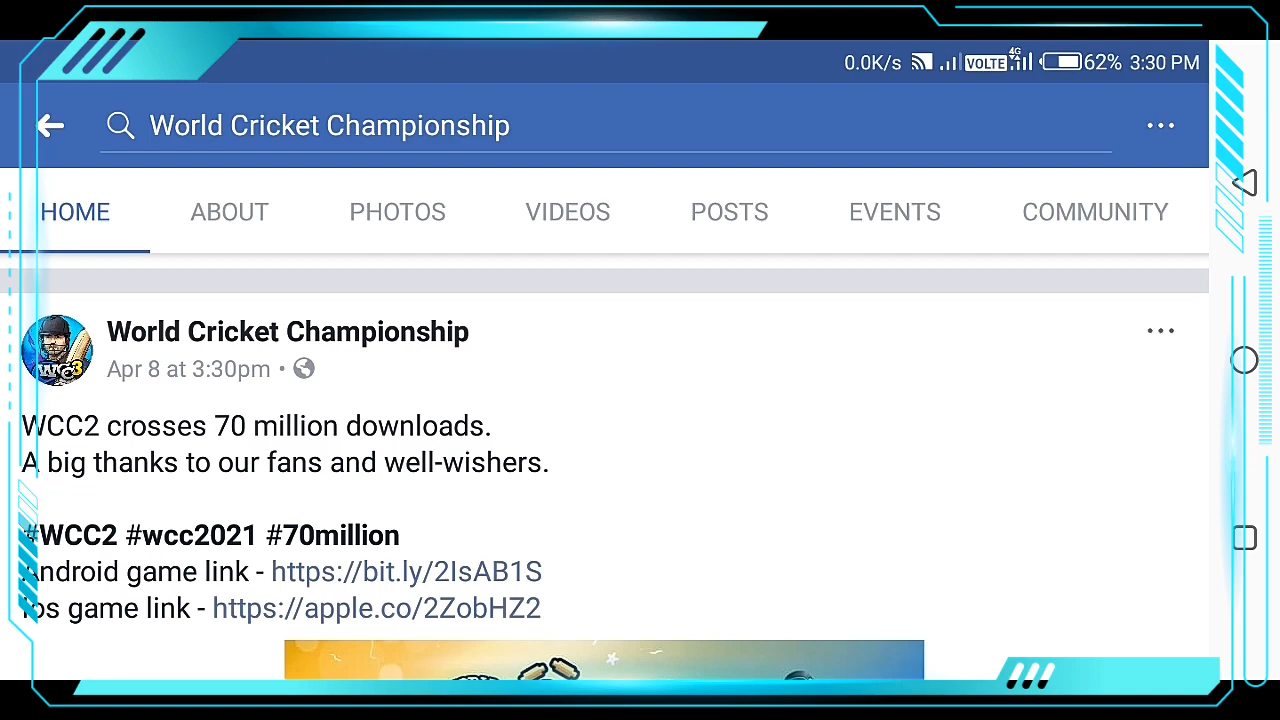 0.0K/s VOLTE 4G 62% 3:30 PM
World Cricket Championship
HOME ABOUT PHOTOS VIDEOS POSTS EVENTS COMMUNITY
World Cricket Championship
WCC3
Apr 8 at 3:30pm
WCC2 crosses 70 million downloads.
A big thanks to our fans and well-wishers.
#WCC2 #wcc2021 #70million
Android game link - https://bit.ly/2IsAB1S
Ios game link - https://apple.co/2ZobHZ2